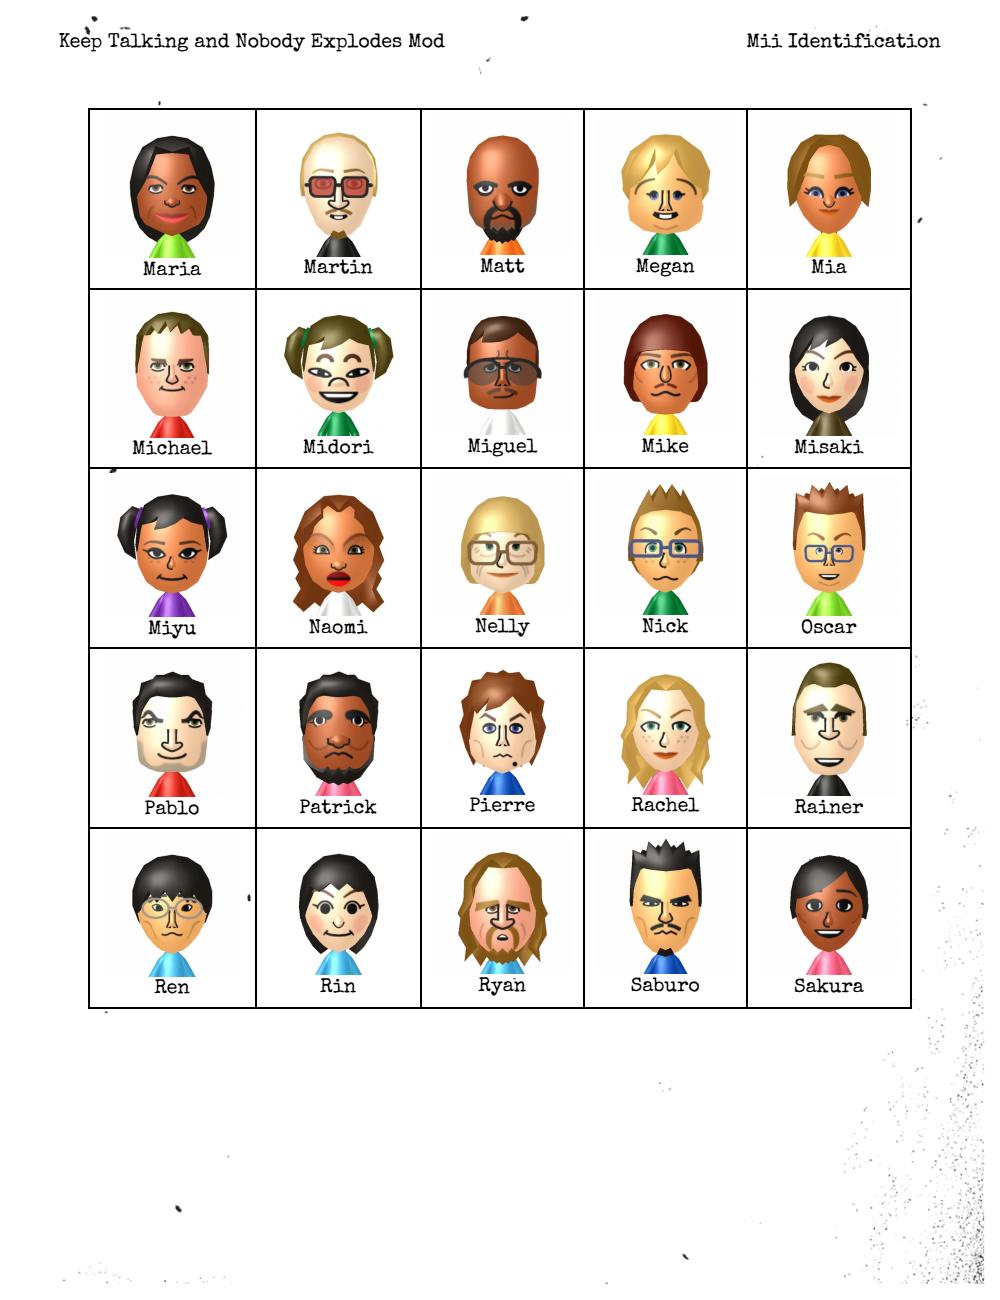 Keep Talking and Nobody Explodes Mod Mii Identification
Maria Martin Matt Megan Mia
Michael Midori Miguel Mike Misaki
Miyu Naomi Nelly Nick Oscar
Pablo Patrick Pierre Rachel Rainer
Ren Rin Ryan Saburo Sakura